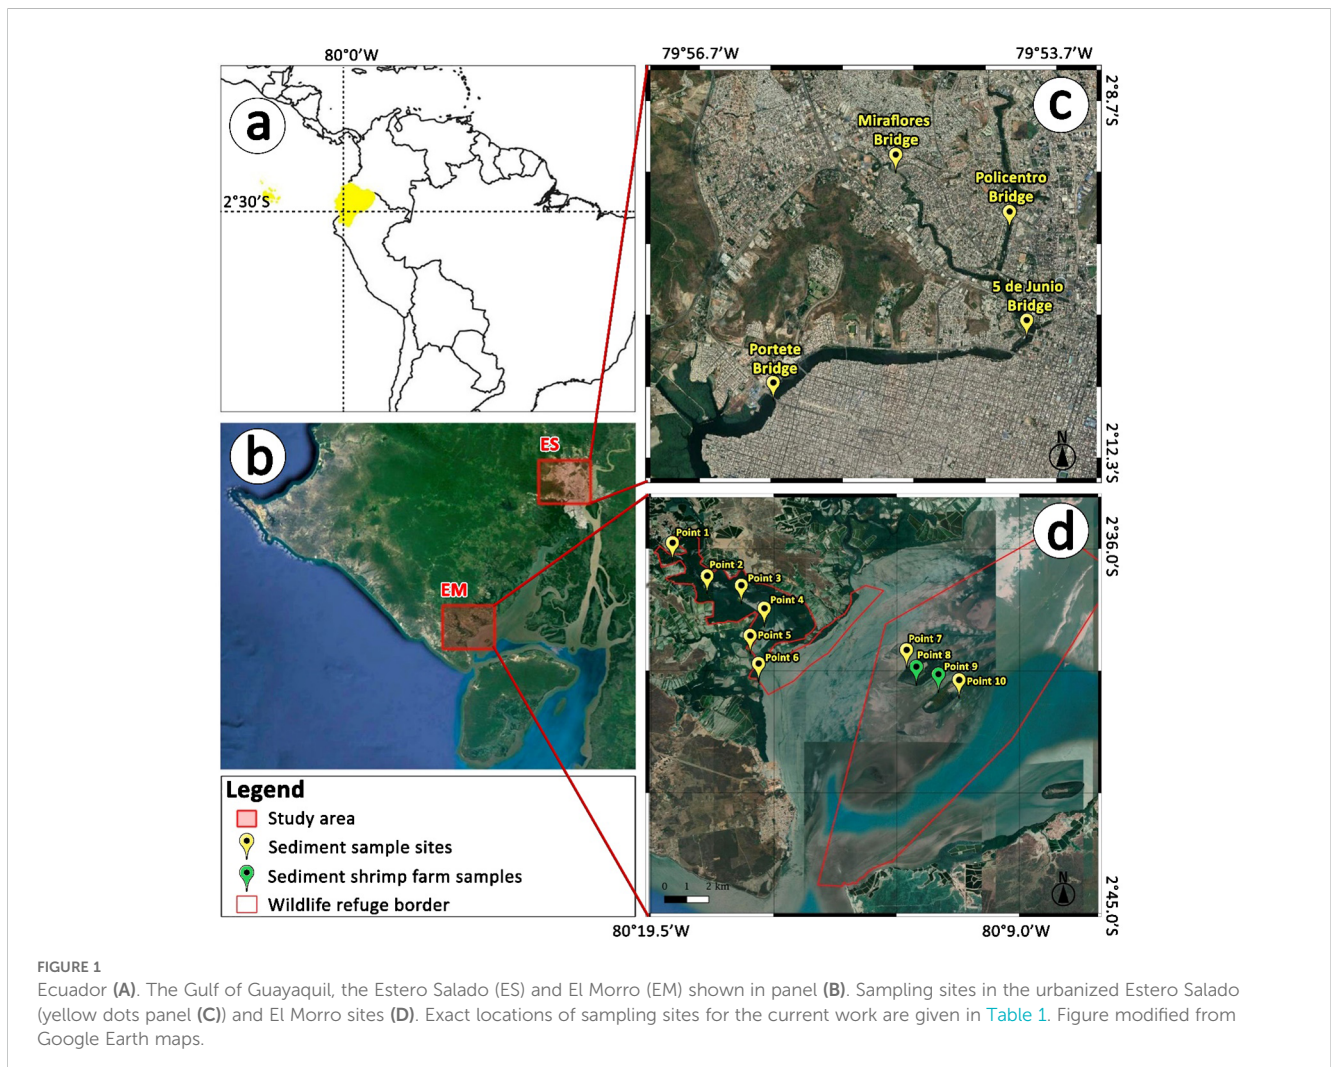 80°0’W
a
2°30’S
79°56.7’W
79°53.7’W
c
2°8.7’S
Miraflores
Bridge
Policentro
Bridge
5 de Junio
Bridge
Portete
Bridge
N
2°12.3’S
b
ES
EM
d
2°36.0’S
Point 1
Point 2
Point 3
Point 4
Point 5
Point 6
Point 7
Point 8
Point 9
Point 10
0 1 2 km
N
2°45.0’S
80°19.5’W
80°9.0’W
Legend
Study area
Sediment sample sites
Sediment shrimp farm samples
Wildlife refuge border
FIGURE 1
Ecuador (A). The Gulf of Guayaquil, the Estero Salado (ES) and El Morro (EM) shown in panel (B). Sampling sites in the urbanized Estero Salado
(yellow dots panel (C)) and El Morro sites (D). Exact locations of sampling sites for the current work are given in Table 1. Figure modified from
Google Earth maps.